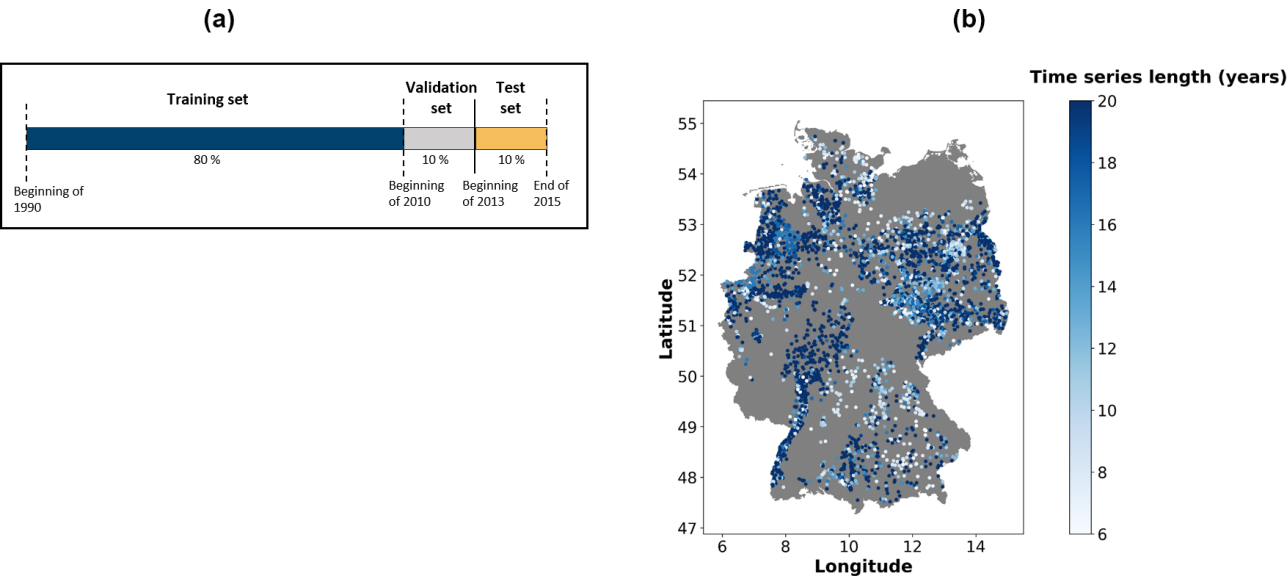 (a)
Training set
Validation
set
Test
set
80 %
10 %
10 %
Beginning of
1990
Beginning
of 2010
Beginning
of 2013
End of
2015
(b)
Time series length (years)
55
54
53
52
51
50
49
48
47
Latitude
6
8
10
12
14
Longitude
20
18
16
14
12
10
8
6